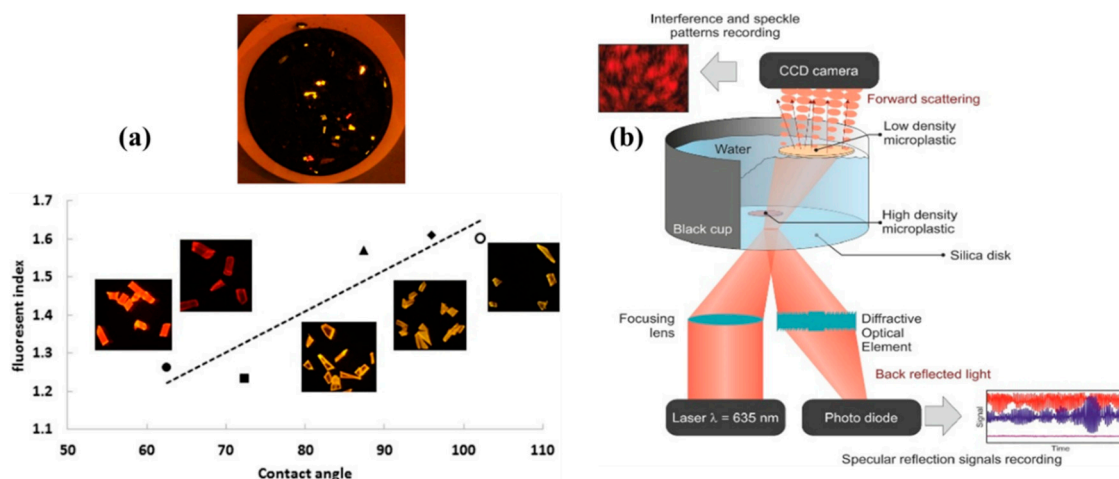 (a)
1.7
1.6
1.5
1.4
1.3
1.2
1.1
fluoresent index
50
60
70
80
90
100
110
Contact angle
(b)
Interference and speckle
patterns recording
CCD camera
Forward scattering
Low density
microplastic
Water
High density
microplastic
Black cup
Silica disk
Focusing
lens
Diffractive
Optical
Element
Back reflected light
Laser λ = 635 nm
Photo diode
Signal
Time
Specular reflection signals recording